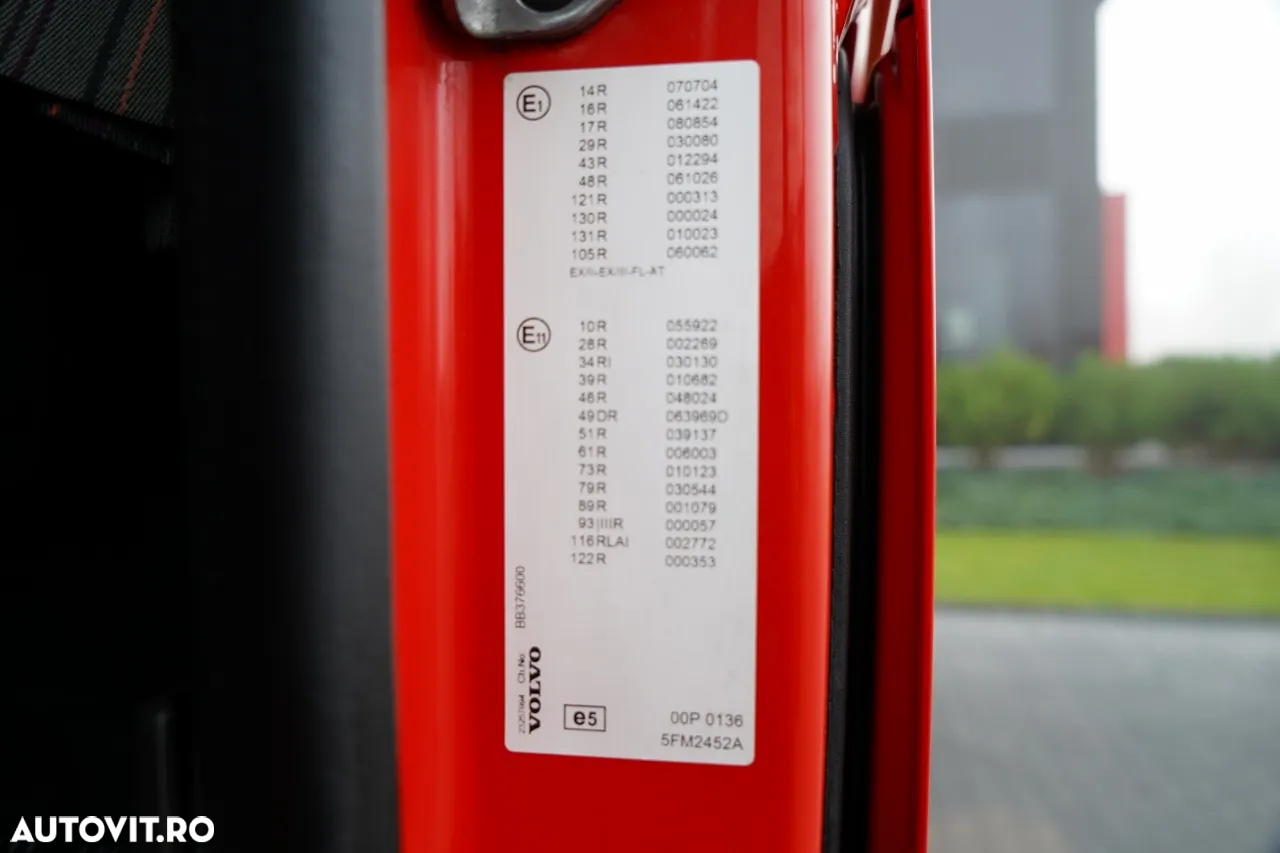 E1
14R 070704
16R 061422
17R 080854
29R 030080
43R 012294
48R 061026
121R 000313
130R 000024
131R 010023
105R 060062
EX/II-EX/III-FL-AT
E11
10R 055922
28R 002269
34RI 030130
39R 010682
46R 048024
49DR 063969D
51R 039137
61R 006003
73R 010123
79R 030544
89R 001079
93|IIIR 000057
116RLAI 002772
122R 000353
Ch.No BB376600
VOLVO
e5
00P 0136
5FM2452A
AUTOVIT.RO